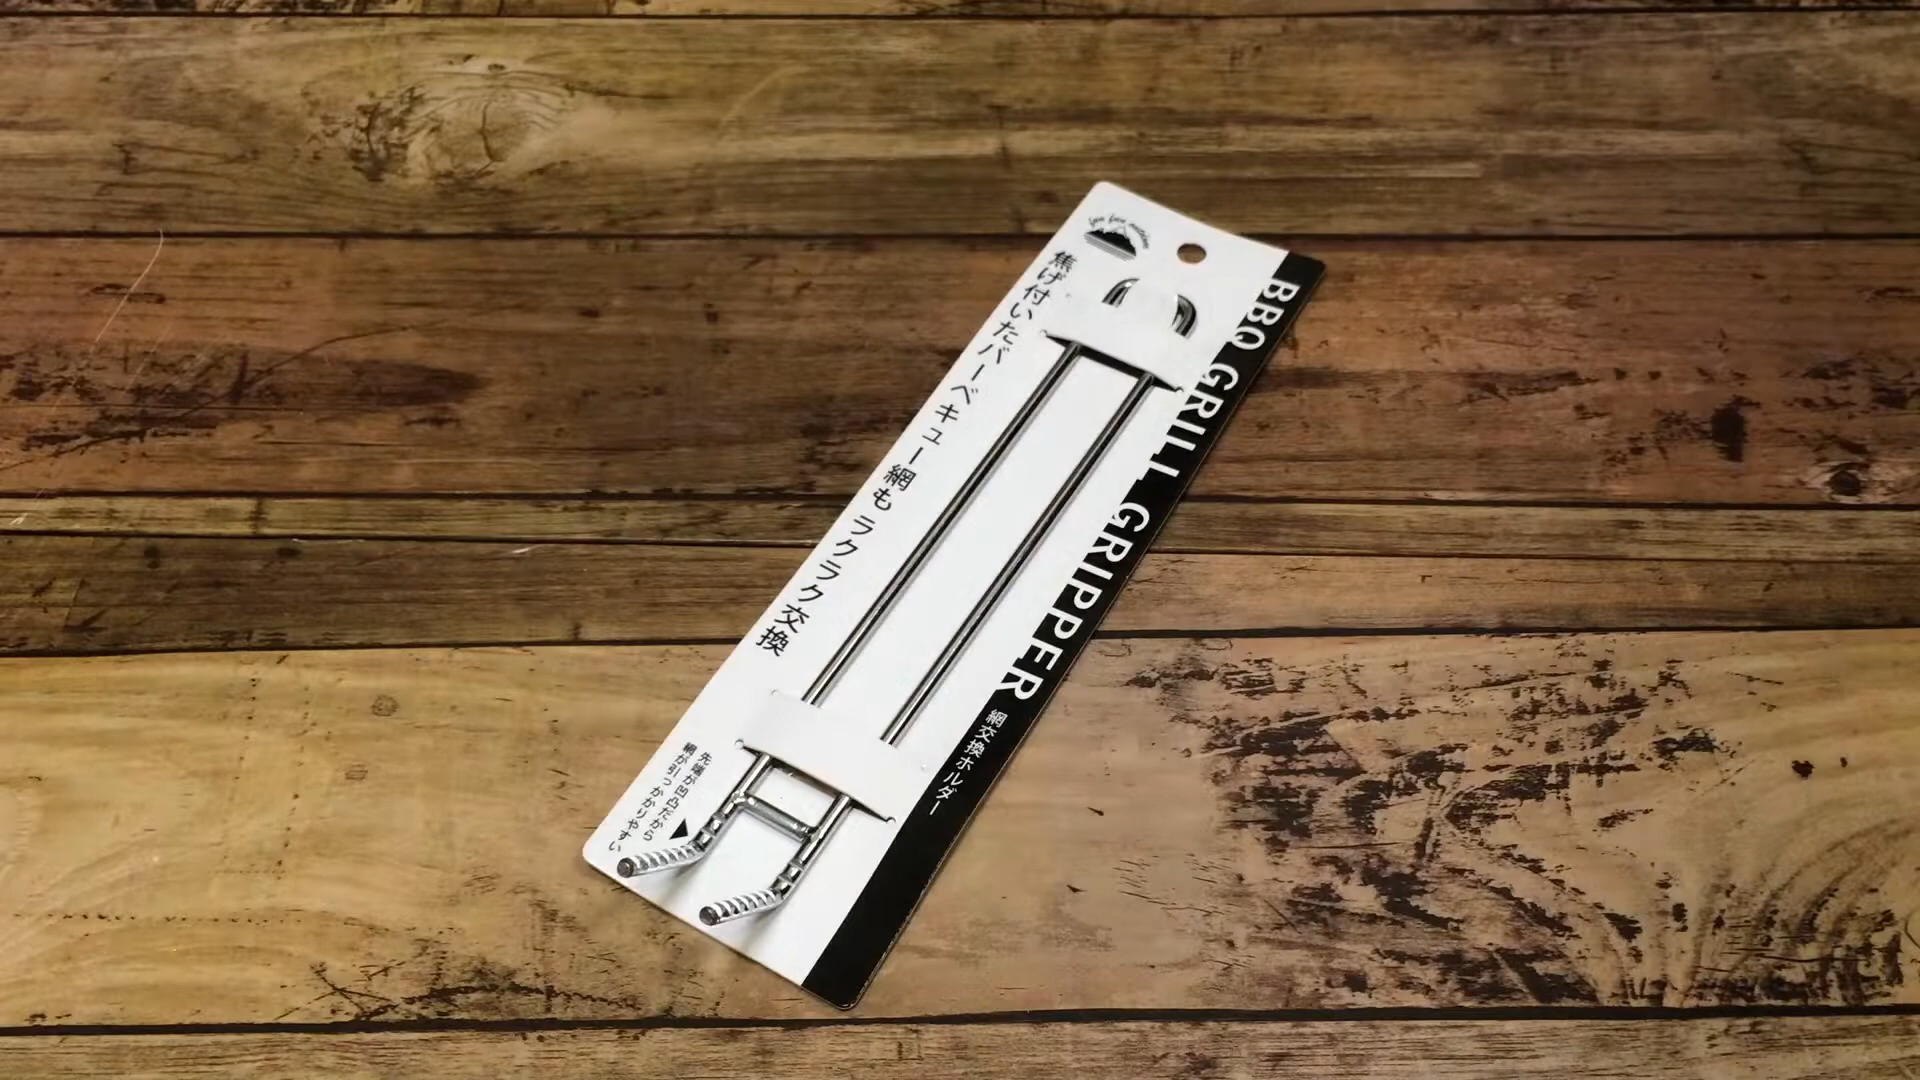 焦げ付いたバーベキュー網もラクラク交換
BBQ GRILL GRIPPER
網交換ホルダー
先端が凹凸だから
網が引っかかりやすい